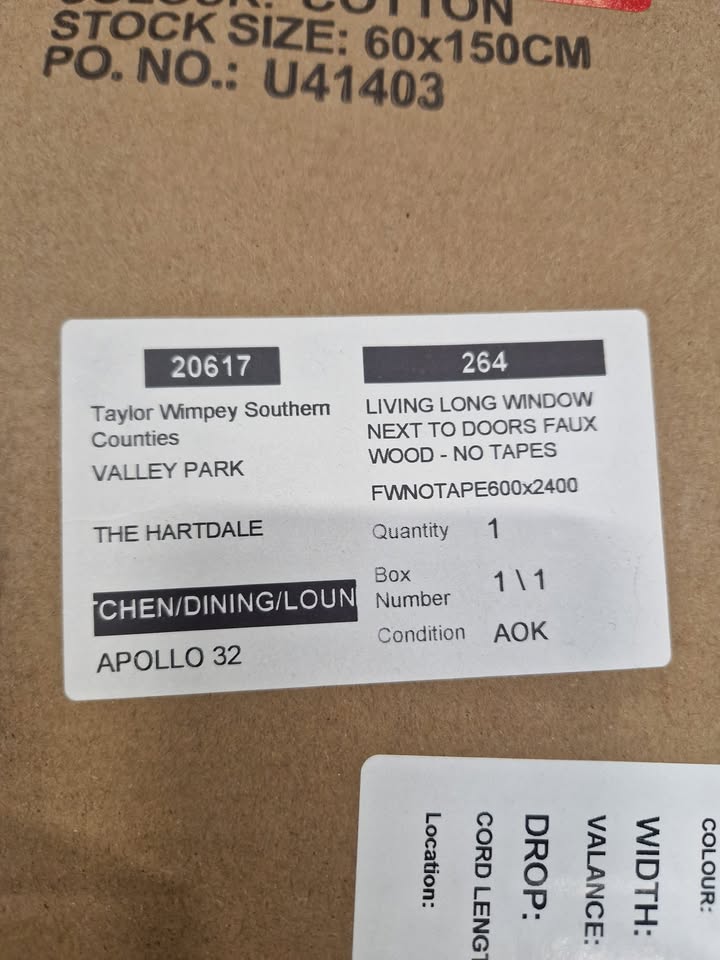 COLOUR: COTTON
STOCK SIZE: 60x150CM
PO. NO.: U41403
20617
Taylor Wimpey Southern
Counties
VALLEY PARK
THE HARTDALE
TCHEN/DINING/LOUN
APOLLO 32
264
LIVING LONG WINDOW
NEXT TO DOORS FAUX
WOOD - NO TAPES
FWNOTAPE600x2400
Quantity 1
Box
Number 1 \ 1
Condition AOK
COLOUR:
WIDTH:
VALANCE:
DROP:
CORD LENGT
Location: